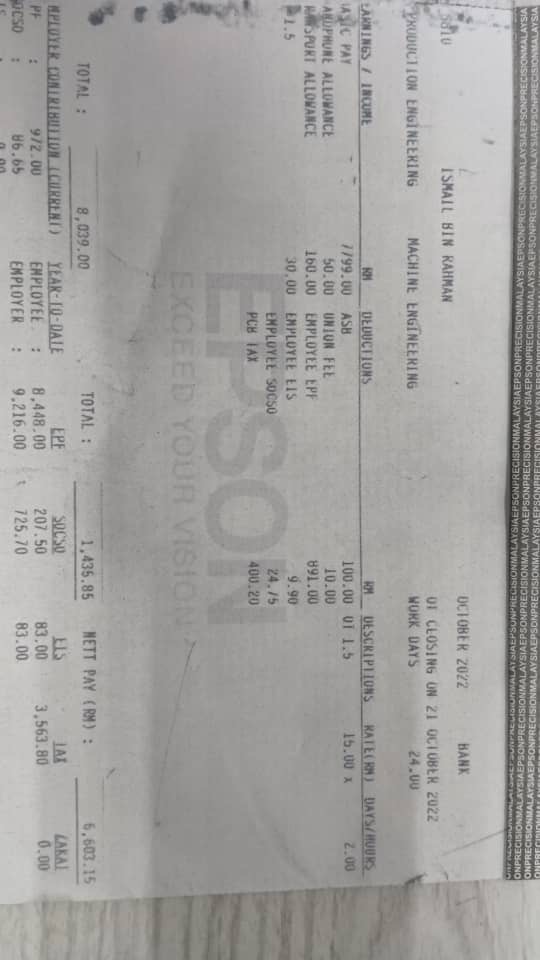 ONPRECISIONMALAYSIAEPSONPRECISIONMALAYSIAEPSONPRECISIONMALAYSIAEPSONPRECISIONMALAYSIA
OCTOBER 2022 BANK
ISMAIL BIN RAHMAN
OT CLOSING ON 21 OCTOBER 2022
PRODUCTION ENGINEERING MACHINE ENGINEERING WORK DAYS 24.00
EARNINGS / INCOME RM DEDUCTIONS RM DESCRIPTIONS RATE(RM) DAYS/HOURS
BASIC PAY 7799.00 ASB 100.00 OT 1.5 15.00 X 2.00
HANDPHONE ALLOWANCE 50.00 UNION FEE 10.00
TRANSPORT ALLOWANCE 160.00 EMPLOYEE EPF 891.00
1.5 30.00 EMPLOYEE EIS 9.90
EMPLOYEE SOCSO 24.75
PCB TAX 400.20
EPSON
EXCEED YOUR VISION
TOTAL : 8,039.00 TOTAL : 1,435.85 NETT PAY (RM) : 6,603.15
EMPLOYER CONTRIBUTION (CURRENT) YEAR-TO-DATE EPF SOCSO EIS TAX ZAKAT
EPF : 972.00 EMPLOYEE : 8,448.00 207.50 83.00 3,563.80 0.00
SOCSO : 86.65 EMPLOYER : 9,216.00 725.70 83.00